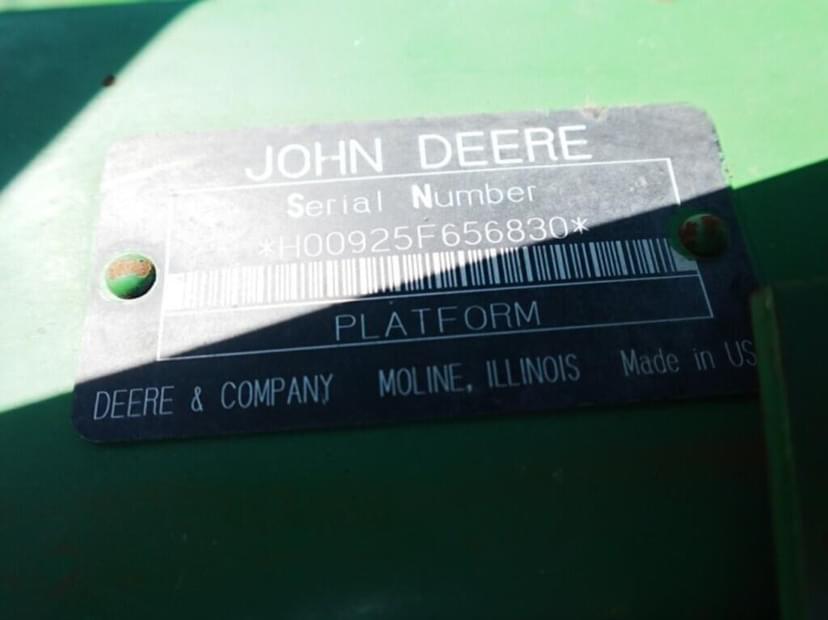 JOHN DEERE
Serial Number
*H00925F656830*
PLATFORM
DEERE & COMPANY MOLINE, ILLINOIS Made in US